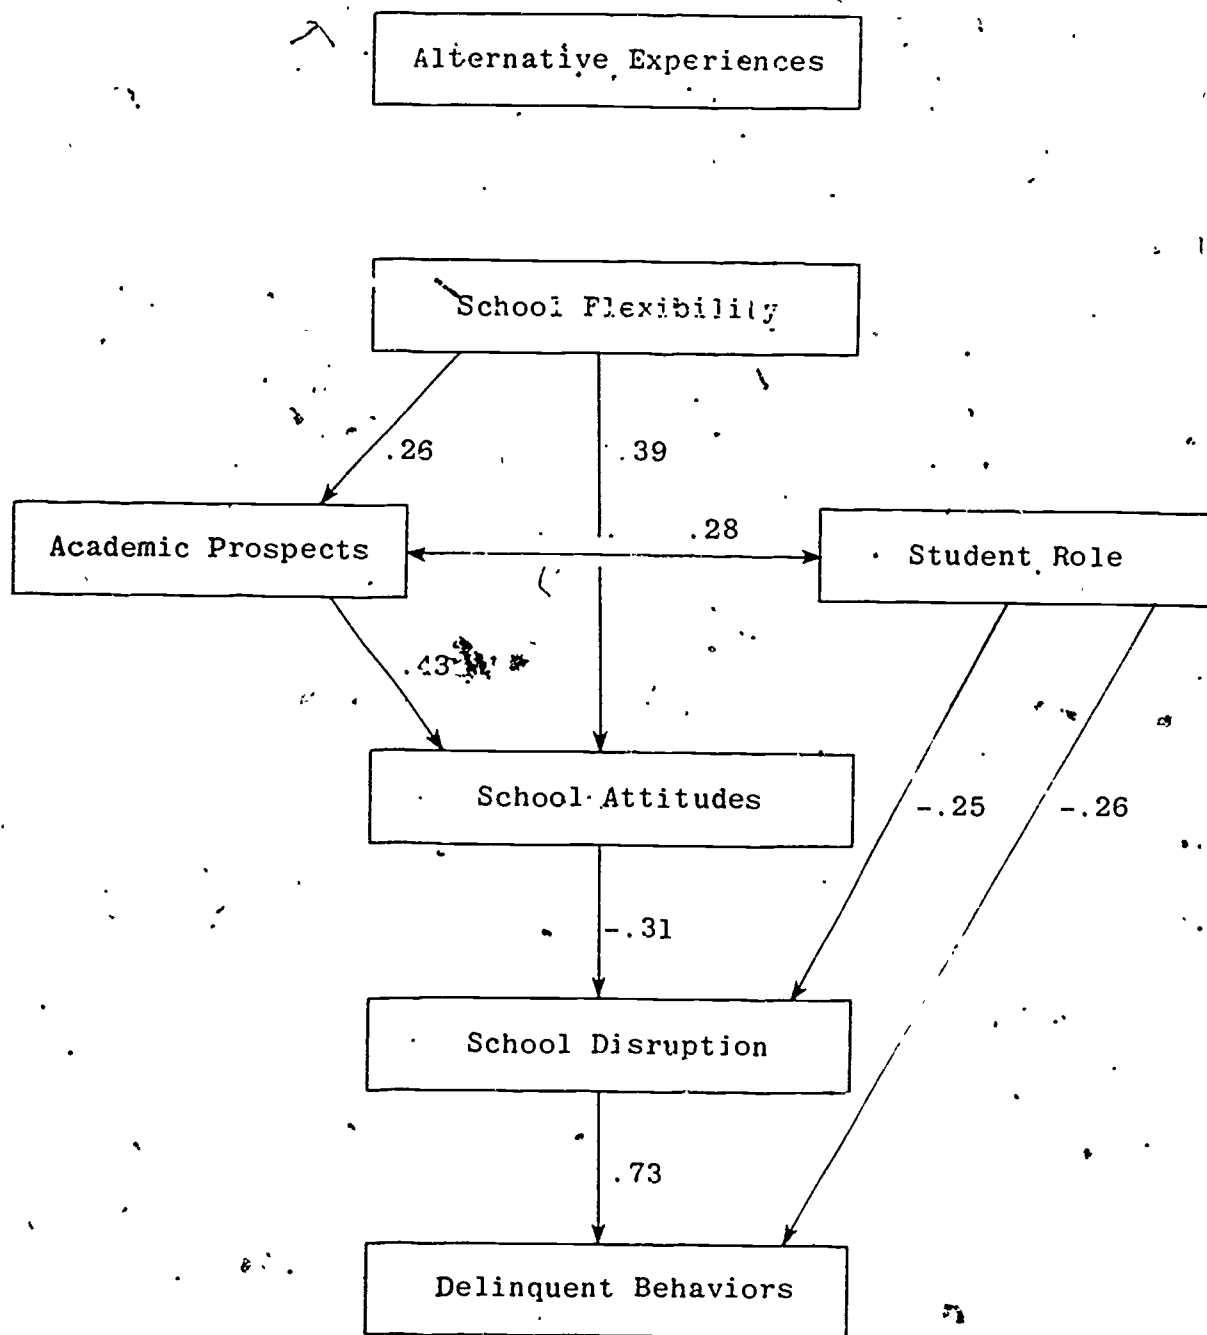 Alternative Experiences
School Flexibility
.26
.39
Academic Prospects
.28
Student Role
.43
School Attitudes
-.25
-.26
-.31
School Disruption
.73
Delinquent Behaviors